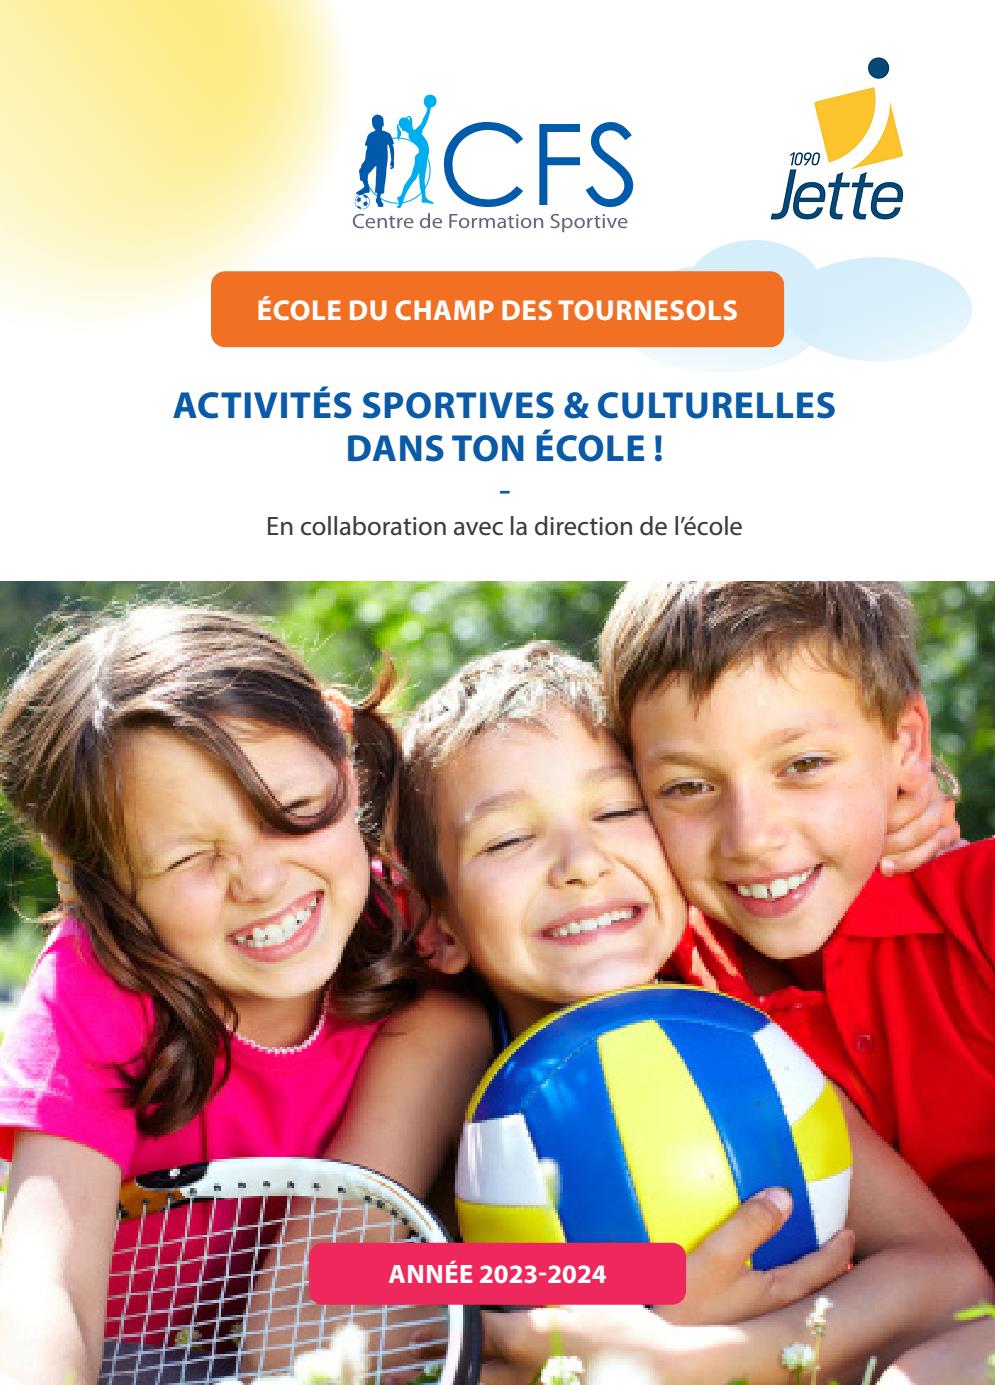 CFS
Centre de Formation Sportive
1090
Jette
ÉCOLE DU CHAMP DES TOURNESOLS
ACTIVITÉS SPORTIVES & CULTURELLES
DANS TON ÉCOLE !
-
En collaboration avec la direction de l'école
ANNÉE 2023-2024